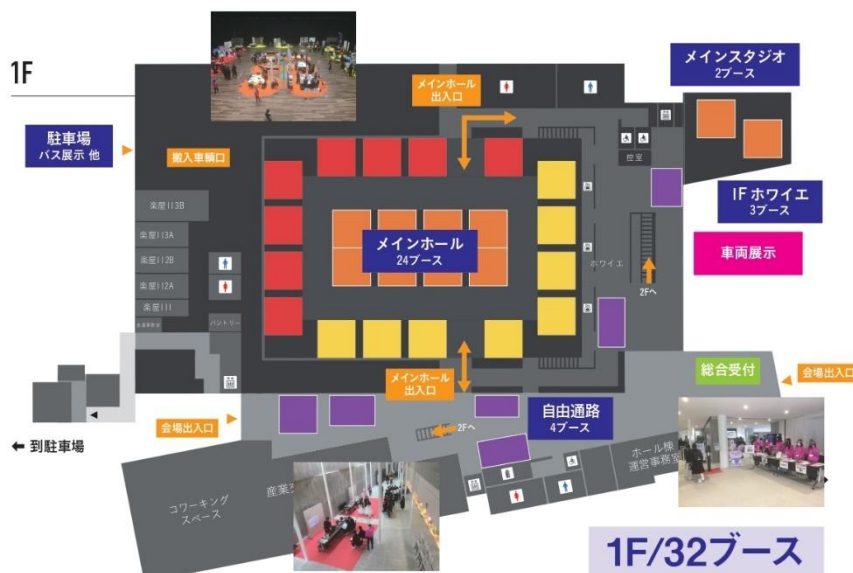 1F
メインスタジオ
2ブース
メインホール
出入口
駐車場
バス展示 他
搬入車輌口
控室
楽屋113B
1F ホワイエ
3ブース
楽屋113A
メインホール
24ブース
車両展示
楽屋112B
ホワイエ
楽屋112A
2Fへ
楽屋111
パントリー
総合受付
メインホール
出入口
会場出入口
自由通路
4ブース
会場出入口
2Fへ
← 到駐車場
ホール棟
運営事務室
コワーキング
スペース
1F/32ブース